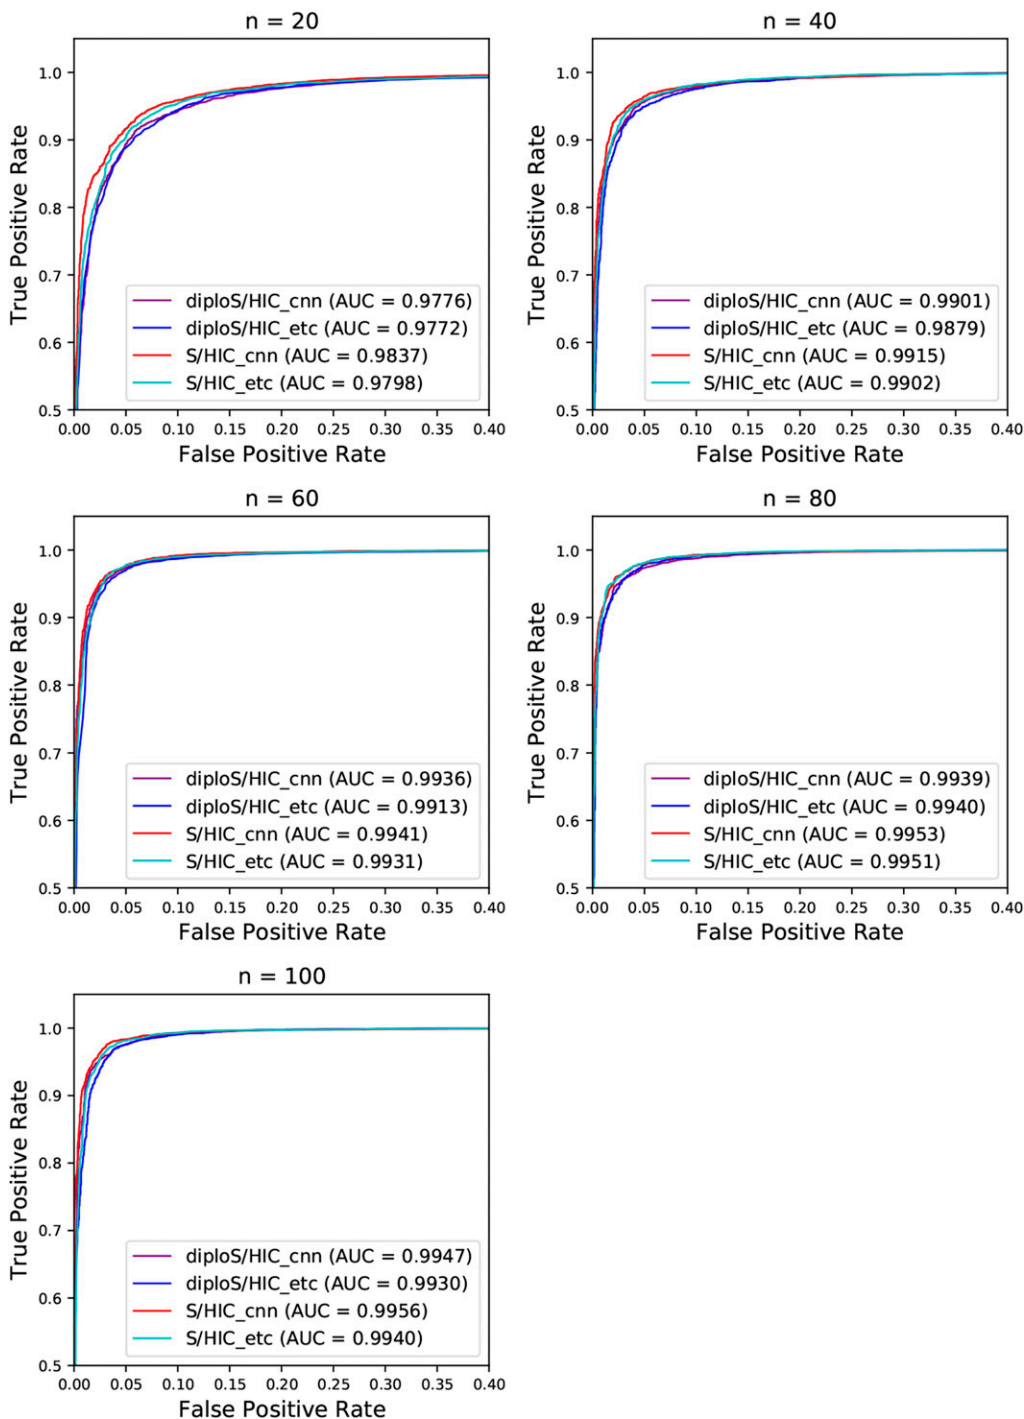 n = 20
True Positive Rate
1.0
0.9
0.8
0.7
0.6
0.5
diploS/HIC_cnn (AUC = 0.9776)
diploS/HIC_etc (AUC = 0.9772)
S/HIC_cnn (AUC = 0.9837)
S/HIC_etc (AUC = 0.9798)
0.00 0.05 0.10 0.15 0.20 0.25 0.30 0.35 0.40
False Positive Rate
n = 40
True Positive Rate
1.0
0.9
0.8
0.7
0.6
0.5
diploS/HIC_cnn (AUC = 0.9901)
diploS/HIC_etc (AUC = 0.9879)
S/HIC_cnn (AUC = 0.9915)
S/HIC_etc (AUC = 0.9902)
0.00 0.05 0.10 0.15 0.20 0.25 0.30 0.35 0.40
False Positive Rate
n = 60
True Positive Rate
1.0
0.9
0.8
0.7
0.6
0.5
diploS/HIC_cnn (AUC = 0.9936)
diploS/HIC_etc (AUC = 0.9913)
S/HIC_cnn (AUC = 0.9941)
S/HIC_etc (AUC = 0.9931)
0.00 0.05 0.10 0.15 0.20 0.25 0.30 0.35 0.40
False Positive Rate
n = 80
True Positive Rate
1.0
0.9
0.8
0.7
0.6
0.5
diploS/HIC_cnn (AUC = 0.9939)
diploS/HIC_etc (AUC = 0.9940)
S/HIC_cnn (AUC = 0.9953)
S/HIC_etc (AUC = 0.9951)
0.00 0.05 0.10 0.15 0.20 0.25 0.30 0.35 0.40
False Positive Rate
n = 100
True Positive Rate
1.0
0.9
0.8
0.7
0.6
0.5
diploS/HIC_cnn (AUC = 0.9947)
diploS/HIC_etc (AUC = 0.9930)
S/HIC_cnn (AUC = 0.9956)
S/HIC_etc (AUC = 0.9940)
0.00 0.05 0.10 0.15 0.20 0.25 0.30 0.35 0.40
False Positive Rate